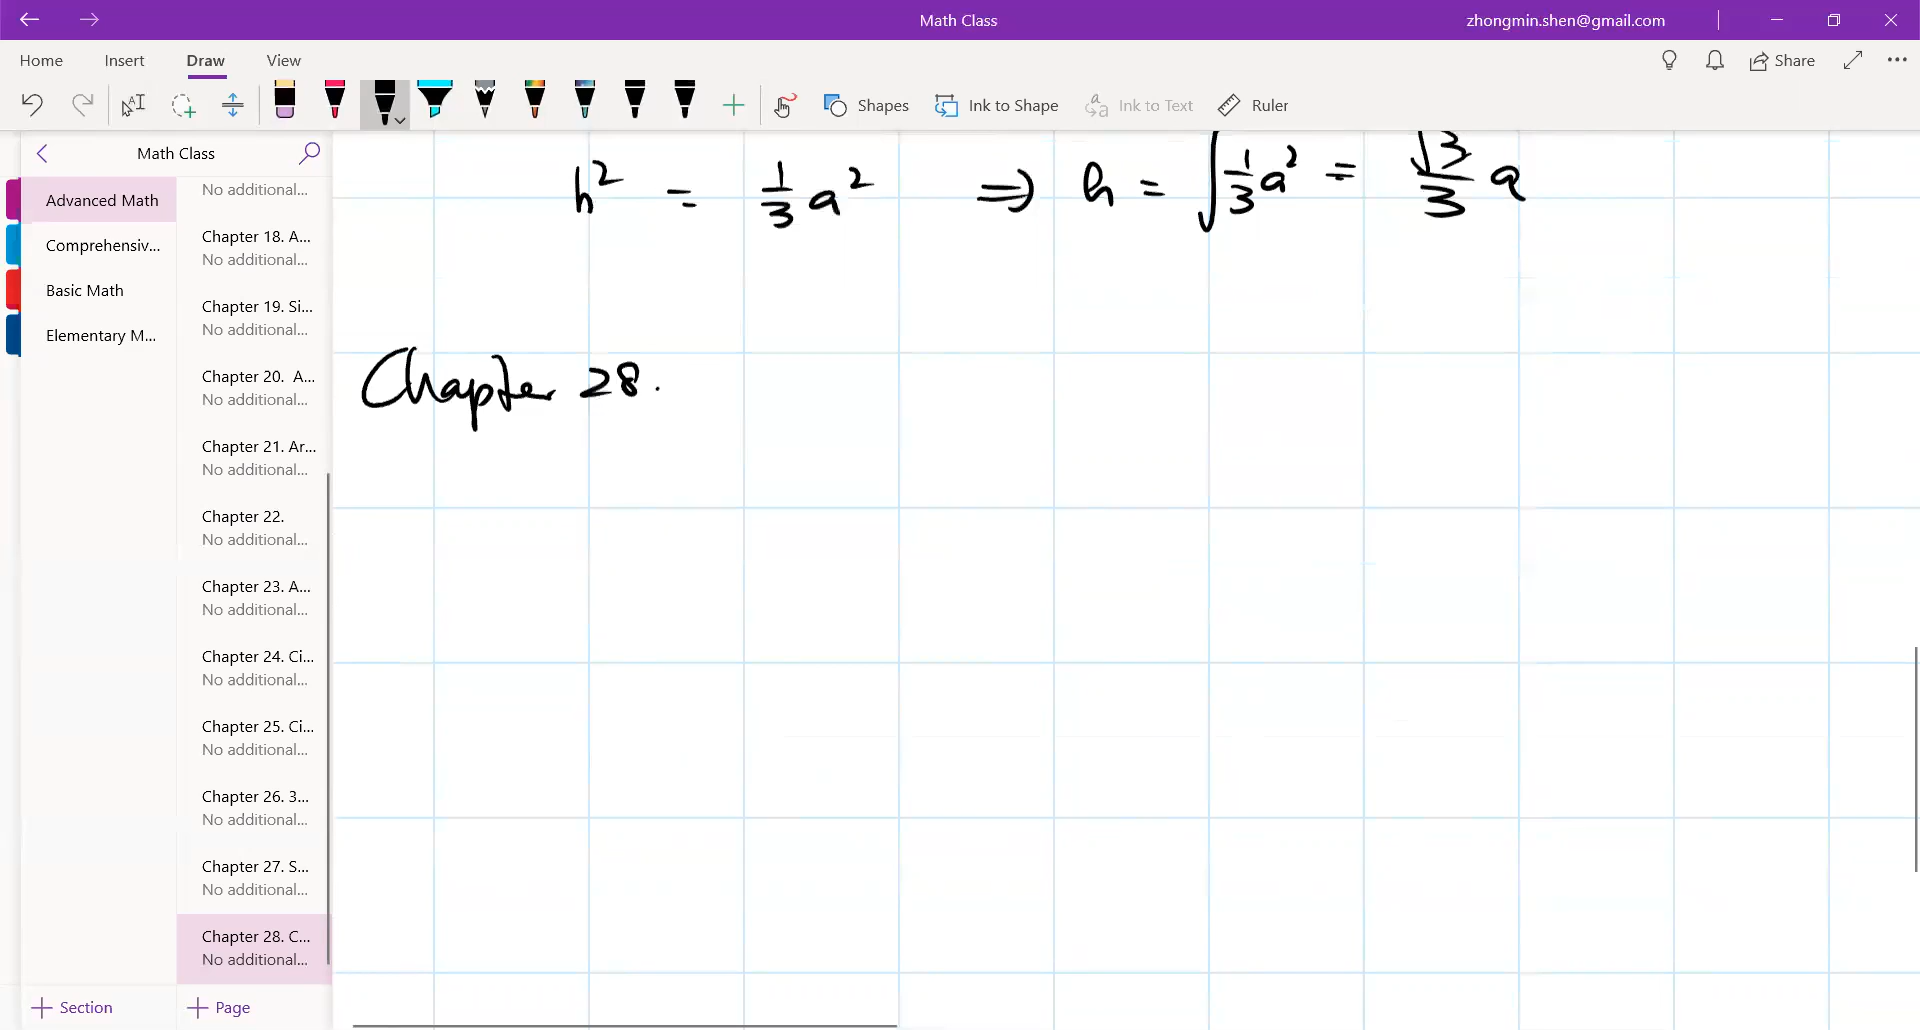 Math Class
zhongmin.shen@gmail.com
Home Insert Draw View
Share
Shapes Ink to Shape Ink to Text Ruler
Math Class
Advanced Math
Comprehensiv...
Basic Math
Elementary M...
No additional...
Chapter 18. A...
No additional...
Chapter 19. Si...
No additional...
Chapter 20. A...
No additional...
Chapter 21. Ar...
No additional...
Chapter 22.
No additional...
Chapter 23. A...
No additional...
Chapter 24. Ci...
No additional...
Chapter 25. Ci...
No additional...
Chapter 26. 3...
No additional...
Chapter 27. S...
No additional...
Chapter 28. C...
No additional...
+ Section
+ Page
h² = 1/3 a² ⇒ h = √(1/3 a²) = √3/3 a
Chapter 28.